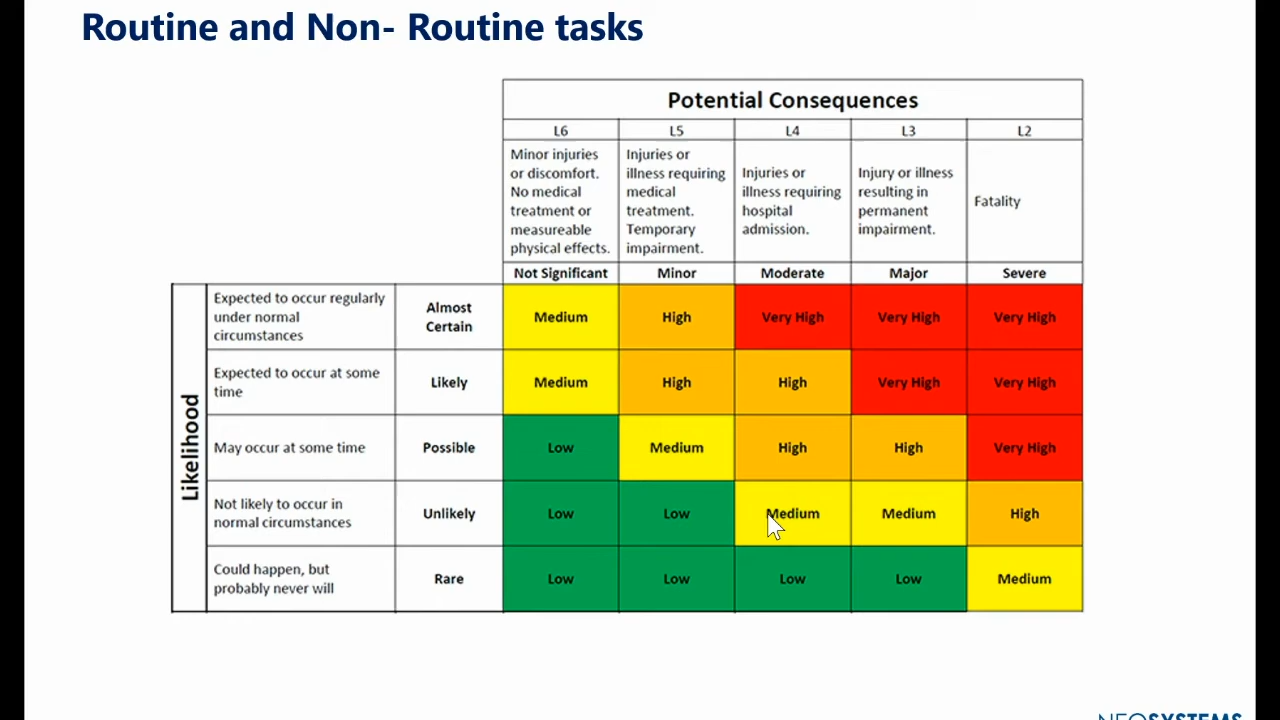 Routine and Non- Routine tasks
Potential Consequences
L6 L5 L4 L3 L2
Minor injuries
or discomfort.
No medical
treatment or
measureable
physical effects.
Injuries or
illness requiring
medical
treatment.
Temporary
impairment.
Injuries or
illness requiring
hospital
admission.
Injury or illness
resulting in
permanent
impairment.
Fatality
Not Significant Minor Moderate Major Severe
Likelihood
Expected to occur regularly
under normal
circumstances
Almost
Certain
Medium High Very High Very High Very High
Expected to occur at some
time
Likely
Medium High High Very High Very High
May occur at some time
Possible
Low Medium High High Very High
Not likely to occur in
normal circumstances
Unlikely
Low Low Medium Medium High
Could happen, but
probably never will
Rare
Low Low Low Low Medium
NEOSYSTEMS